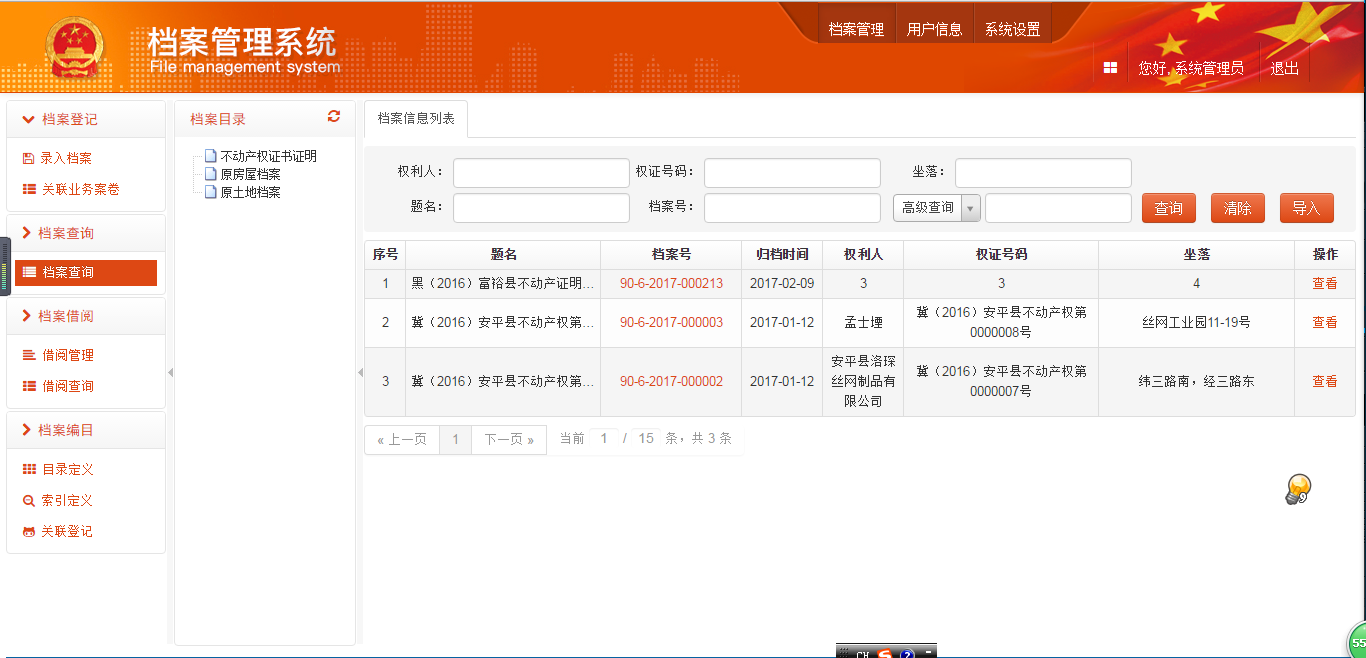 档案管理系统
File management system
档案管理 用户信息 系统设置
您好, 系统管理员 退出
档案登记
录入档案
关联业务案卷
档案查询
档案查询
档案借阅
借阅管理
借阅查询
档案编目
目录定义
索引定义
关联登记
档案目录
不动产权证书证明
原房屋档案
原土地档案
档案信息列表
权利人： 权证号码： 坐落：
题名： 档案号： 高级查询 查询 清除 导入
序号 题名 档案号 归档时间 权利人 权证号码 坐落 操作
1 黑（2016）富裕县不动产证明... 90-6-2017-000213 2017-02-09 3 3 4 查看
2 冀（2016）安平县不动产权第... 90-6-2017-000003 2017-01-12 孟士堙 冀（2016）安平县不动产权第
0000008号 丝网工业园11-19号 查看
3 冀（2016）安平县不动产权第... 90-6-2017-000002 2017-01-12 安平县洛琛
丝网制品有
限公司 冀（2016）安平县不动产权第
0000007号 纬三路南，经三路东 查看
« 上一页 1 下一页 » 当前 1 / 15 条，共 3 条
CH
55